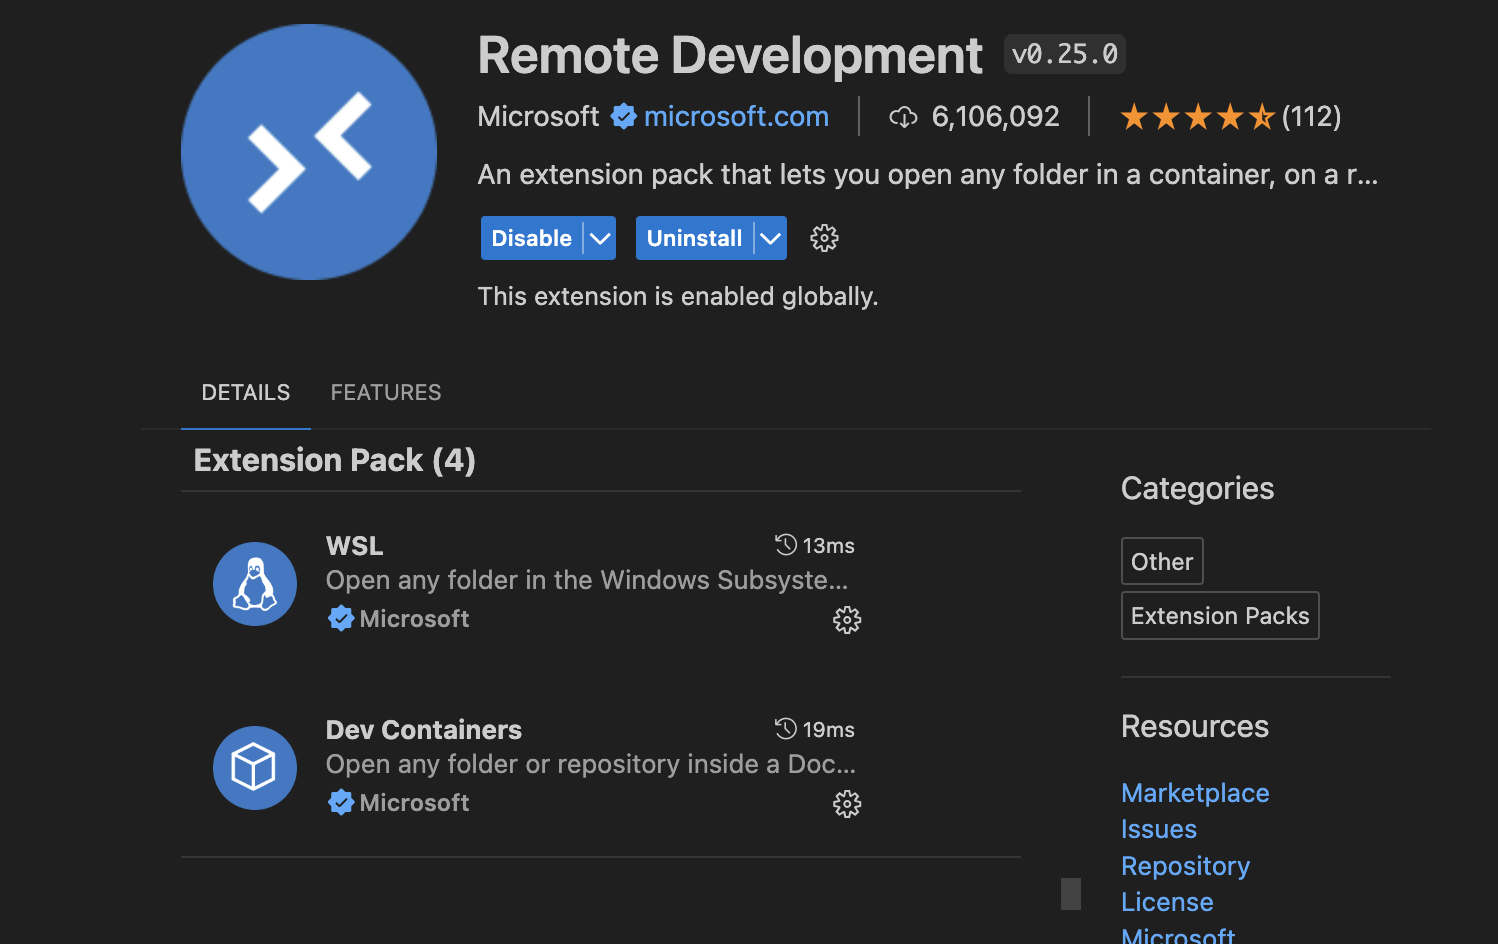 Remote Development v0.25.0
Microsoft microsoft.com 6,106,092 (112)
An extension pack that lets you open any folder in a container, on a r...
Disable Uninstall
This extension is enabled globally.
DETAILS FEATURES
Extension Pack (4)
WSL 13ms
Open any folder in the Windows Subsyste...
Microsoft
Dev Containers 19ms
Open any folder or repository inside a Doc...
Microsoft
Categories
Other
Extension Packs
Resources
Marketplace
Issues
Repository
License
Microsoft